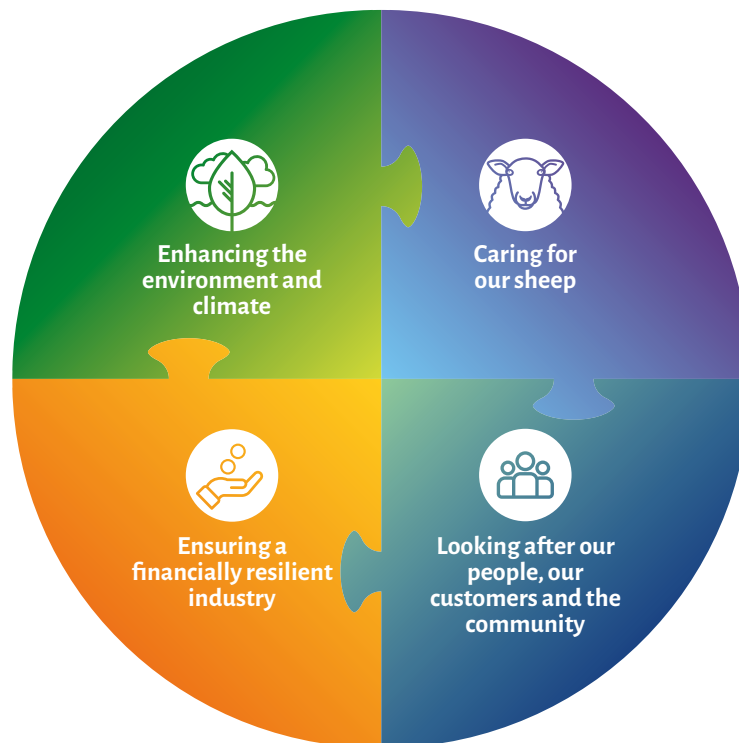 Enhancing the
environment and
climate
Caring for
our sheep
Ensuring a
financially resilient
industry
Looking after our
people, our
customers and the
community